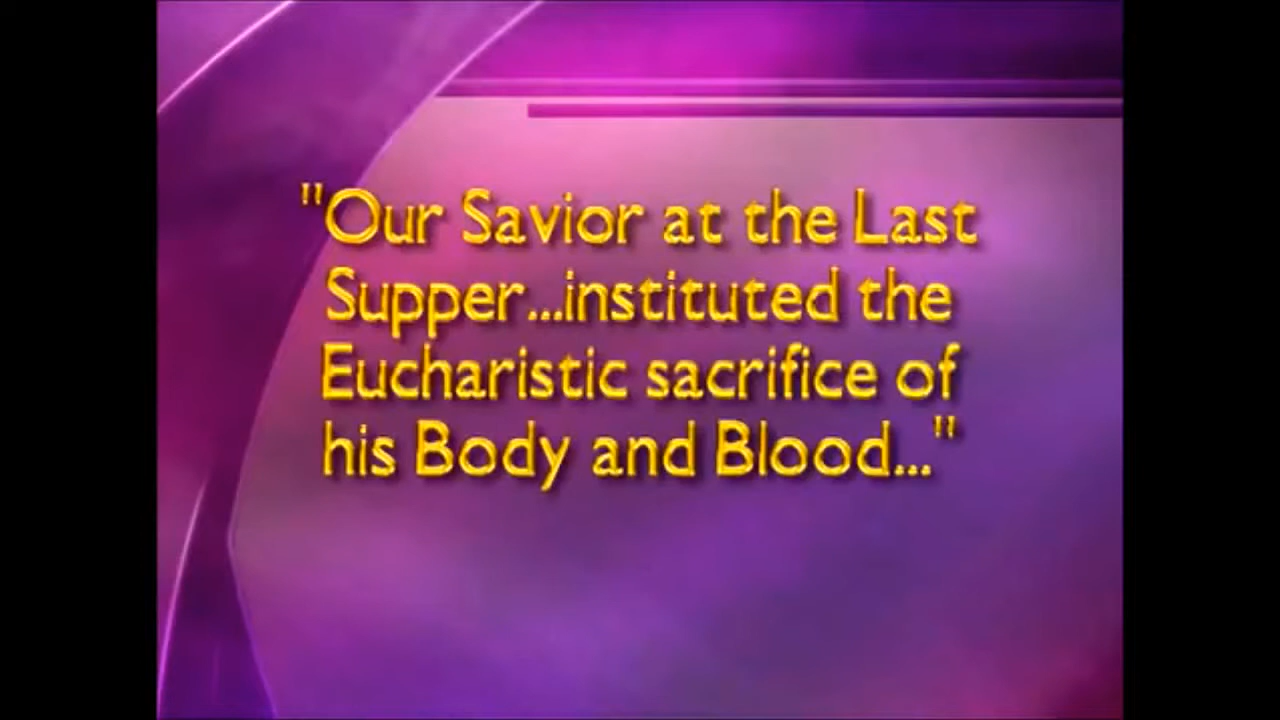 "Our Savior at the Last
Supper...instituted the
Eucharistic sacrifice of
his Body and Blood..."